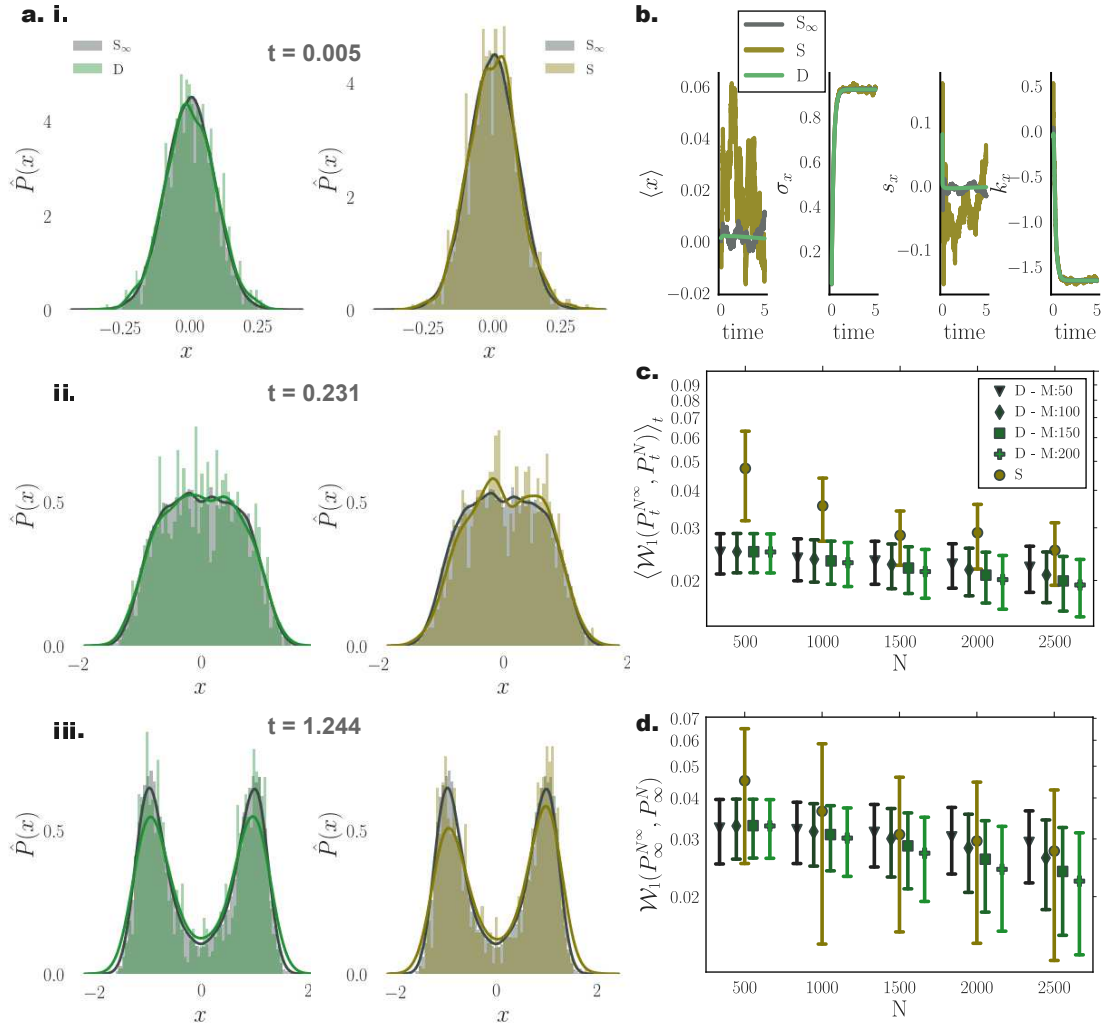 a. i.
S∞
D
t = 0.005
S∞
S
P̂(x)
4
2
0
−0.25
0.00
0.25
x
P̂(x)
4
2
0
−0.25
0.00
0.25
x
ii.
t = 0.231
P̂(x)
0.5
0.0
−2
0
x
P̂(x)
0.5
0.0
−2
0
2
x
iii.
t = 1.244
P̂(x)
0.5
0.0
−2
0
2
x
P̂(x)
0.5
0.0
−2
0
2
x
b.
S∞
S
D
⟨x⟩
0.06
0.04
0.02
0.00
−0.02
0
5
time
σx
0.8
0.6
0.4
0.2
0
5
time
sx
0.1
0.0
−0.1
0
5
time
kx
0.5
0.0
−0.5
−1.0
−1.5
0
5
time
c.
⟨W₁(P_t^{N∞}, P_t^N)⟩_t
0.09
0.08
0.07
0.06
0.05
0.04
0.03
0.02
D - M:50
D - M:100
D - M:150
D - M:200
S
500
1000
1500
2000
2500
N
d.
W₁(P_∞^{N∞}, P_∞^N)
0.07
0.06
0.05
0.04
0.03
0.02
500
1000
1500
2000
2500
N